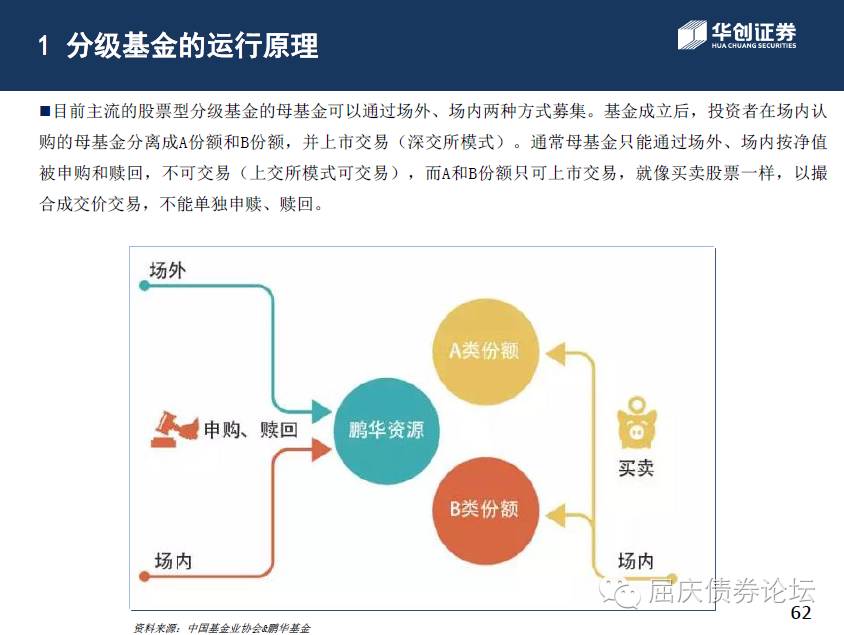 1 分级基金的运行原理
华创证券
HUA CHUANG SECURITIES
■目前主流的股票型分级基金的母基金可以通过场外、场内两种方式募集。基金成立后，投资者在场内认
购的母基金分离成A份额和B份额，并上市交易（深交所模式）。通常母基金只能通过场外、场内按净值
被申购和赎回，不可交易（上交所模式可交易），而A和B份额只可上市交易，就像买卖股票一样，以撮
合成交价交易，不能单独申赎、赎回。
场外
A类份额
申购、赎回
鹏华资源
买卖
B类份额
场内
场内
屈庆债券论坛
62
资料来源：中国基金业协会&鹏华基金